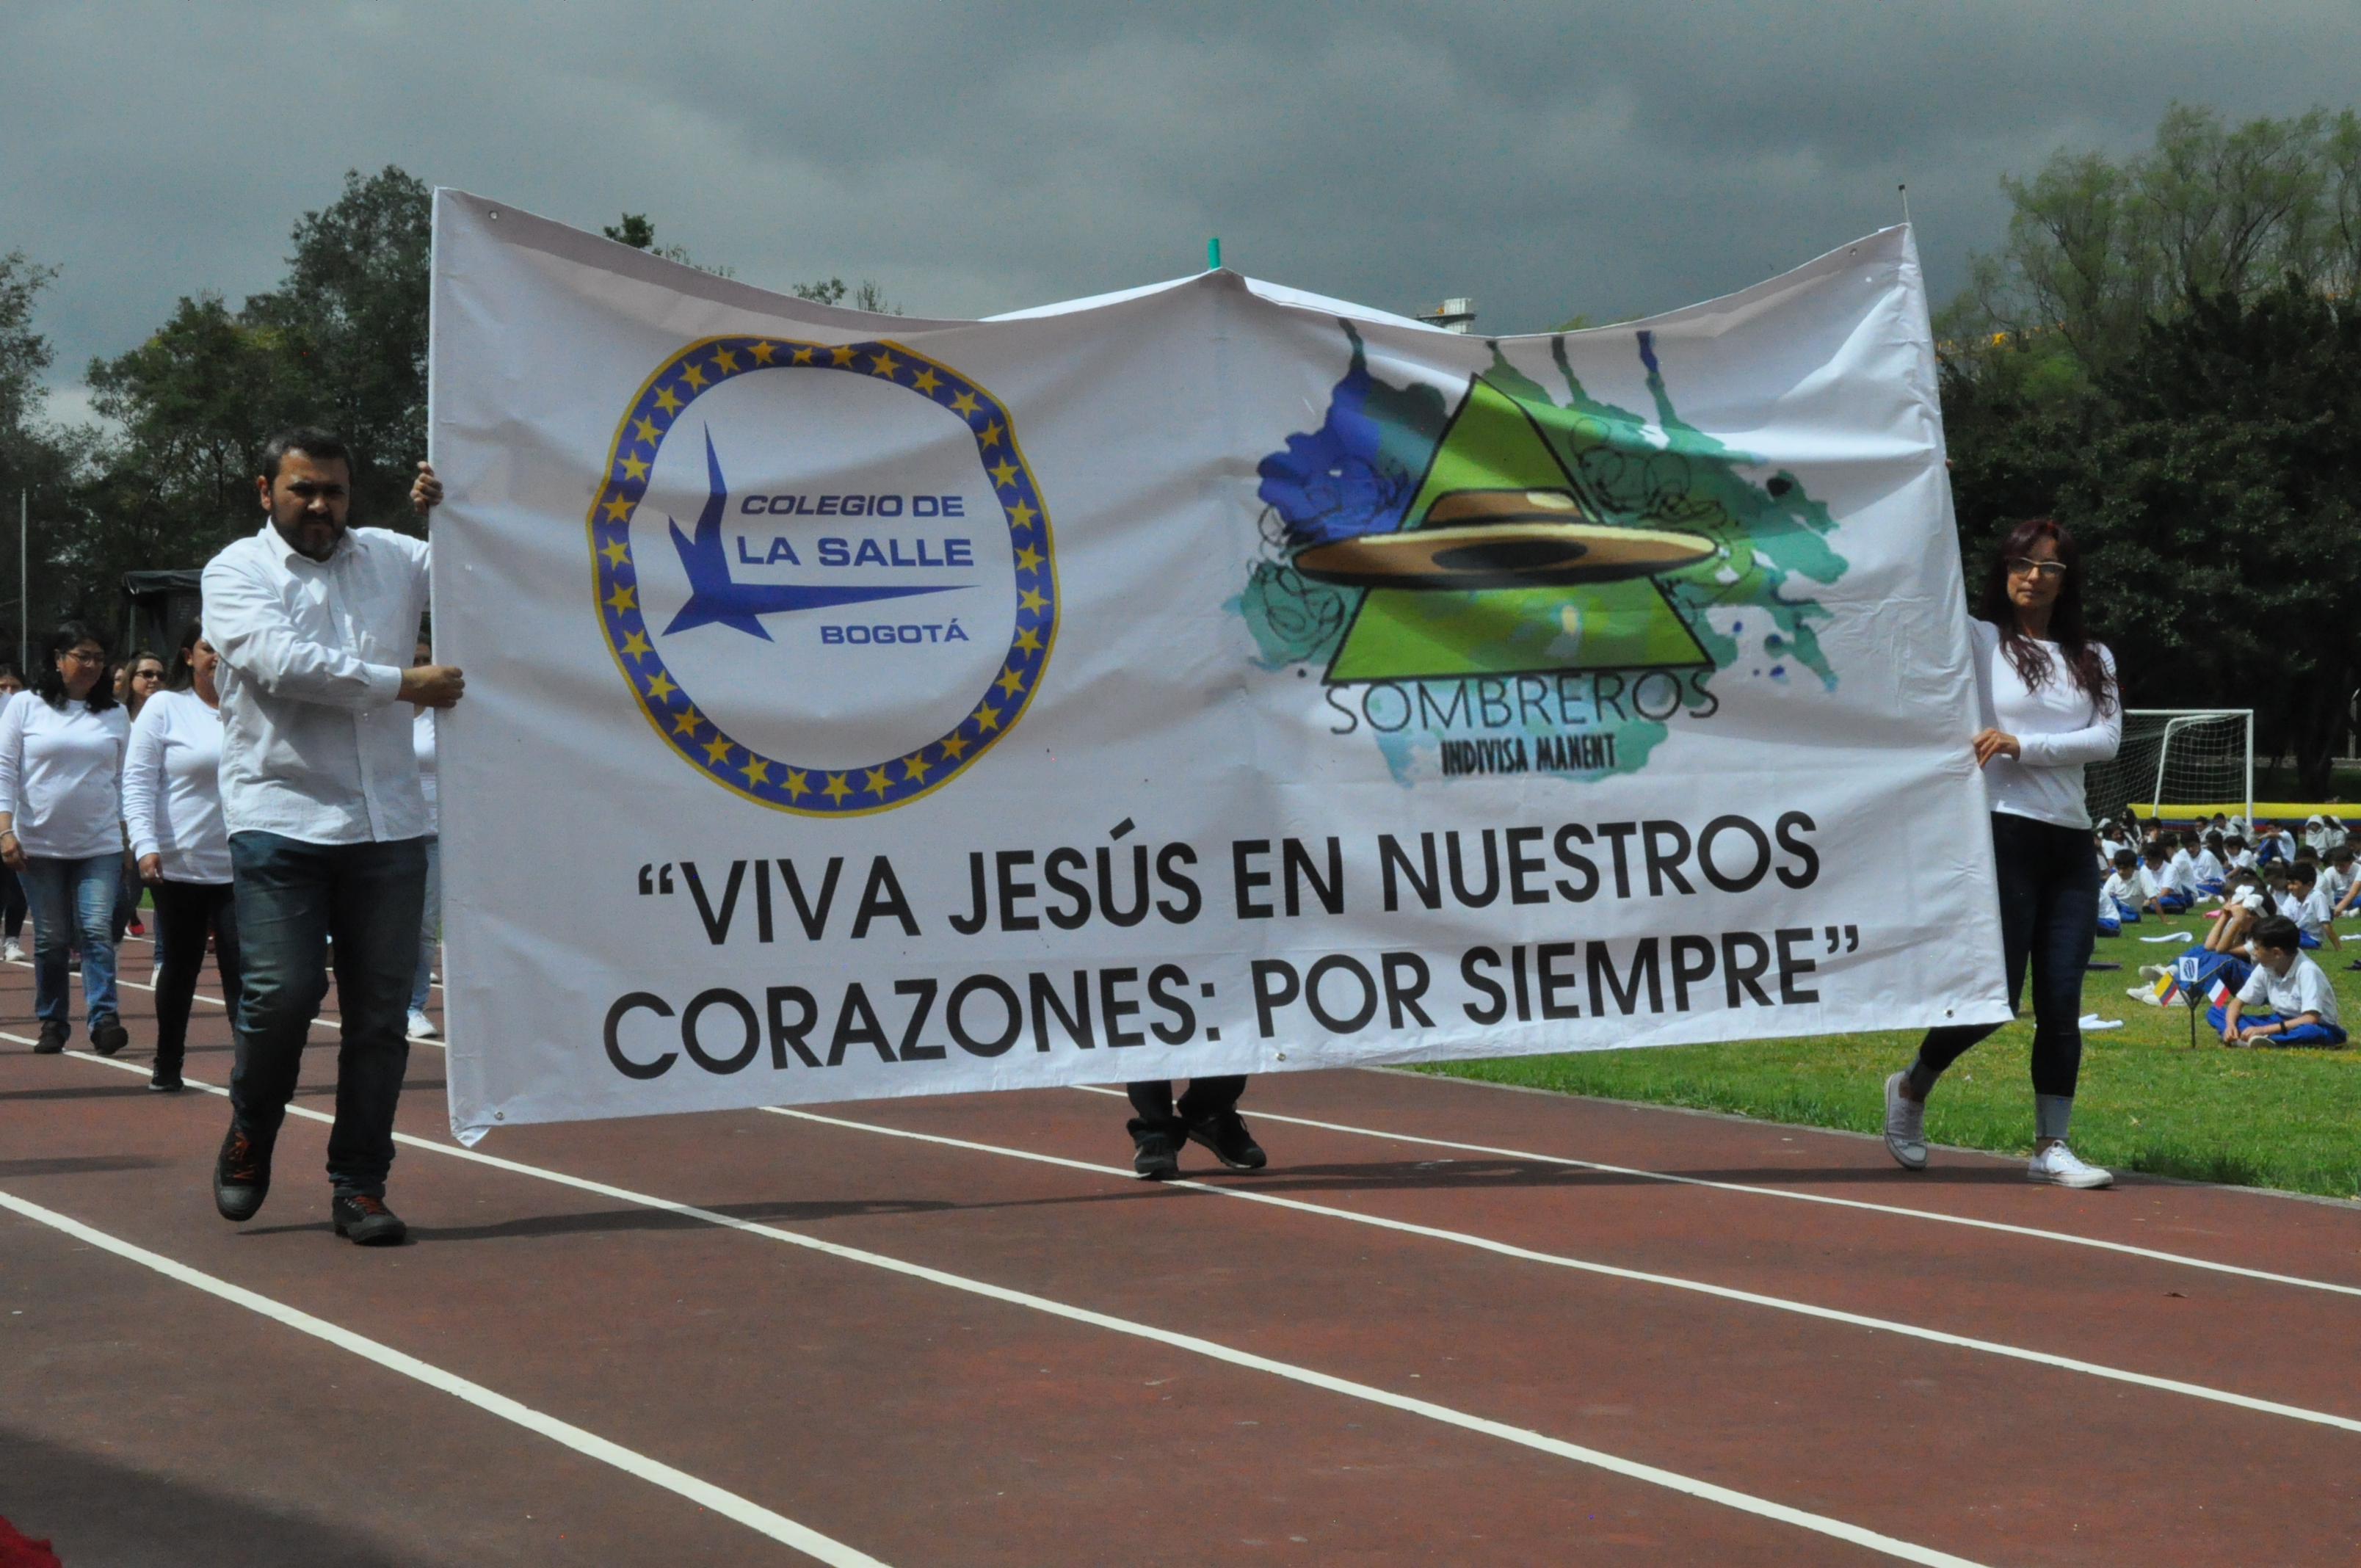 COLEGIO DE
LA SALLE
BOGOTÁ
SOMBREROS
INDIVISA MANENT
“VIVA JESÚS EN NUESTROS
CORAZONES: POR SIEMPRE”